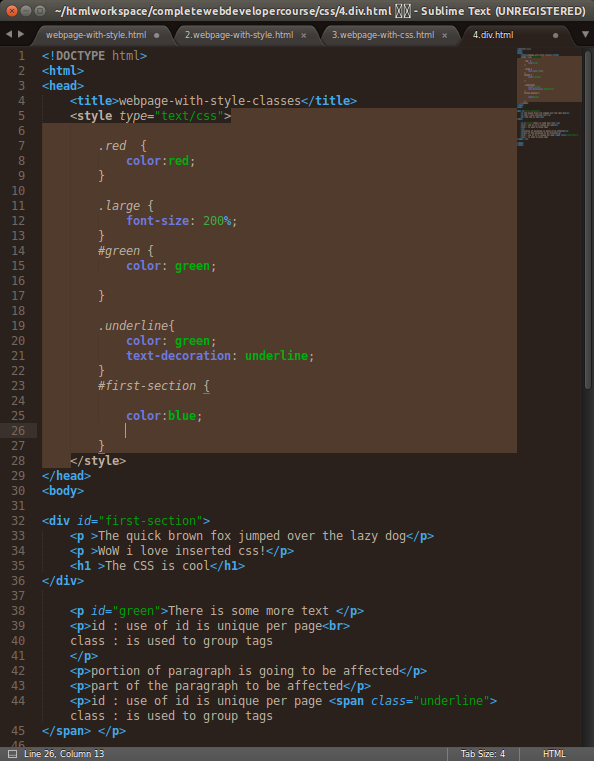 ~/htmlworkspace/completewebdevelopercourse/css/4.div.html - Sublime Text (UNREGISTERED)
webpage-with-style.html
2.webpage-with-style.html ×
3.webpage-with-css.html ×
4.div.html
1 <!DOCTYPE html>
2 <html>
3 <head>
4 <title>webpage-with-style-classes</title>
5 <style type="text/css">
6
7 .red {
8 color:red;
9 }
10
11 .large {
12 font-size: 200%;
13 }
14 #green {
15 color: green;
16
17 }
18
19 .underline{
20 color: green;
21 text-decoration: underline;
22 }
23 #first-section {
24
25 color:blue;
26
27 }
28 </style>
29 </head>
30 <body>
31
32 <div id="first-section">
33 <p >The quick brown fox jumped over the lazy dog</p>
34 <p >WoW i love inserted css!</p>
35 <h1 >The CSS is cool</h1>
36 </div>
37
38 <p id="green">There is some more text </p>
39 <p>id : use of id is unique per page<br>
40 class : is used to group tags
41 </p>
42 <p>portion of paragraph is going to be affected</p>
43 <p>part of the paragraph to be affected</p>
44 <p>id : use of id is unique per page <span class="underline">
class : is used to group tags
45 </span> </p>
46
Line 26, Column 13
Tab Size: 4
HTML